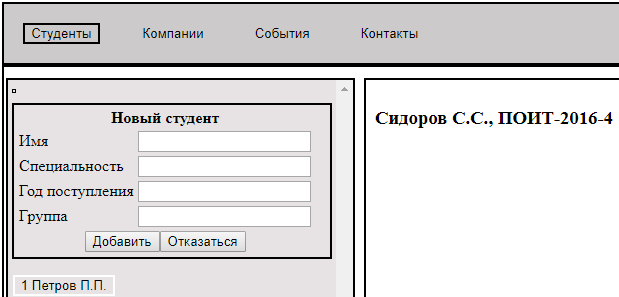 Студенты Компании События Контакты
Новый студент
Имя
Специальность
Год поступления
Группа
Добавить Отказаться
1 Петров П.П.
Сидоров С.С., ПОИТ-2016-4